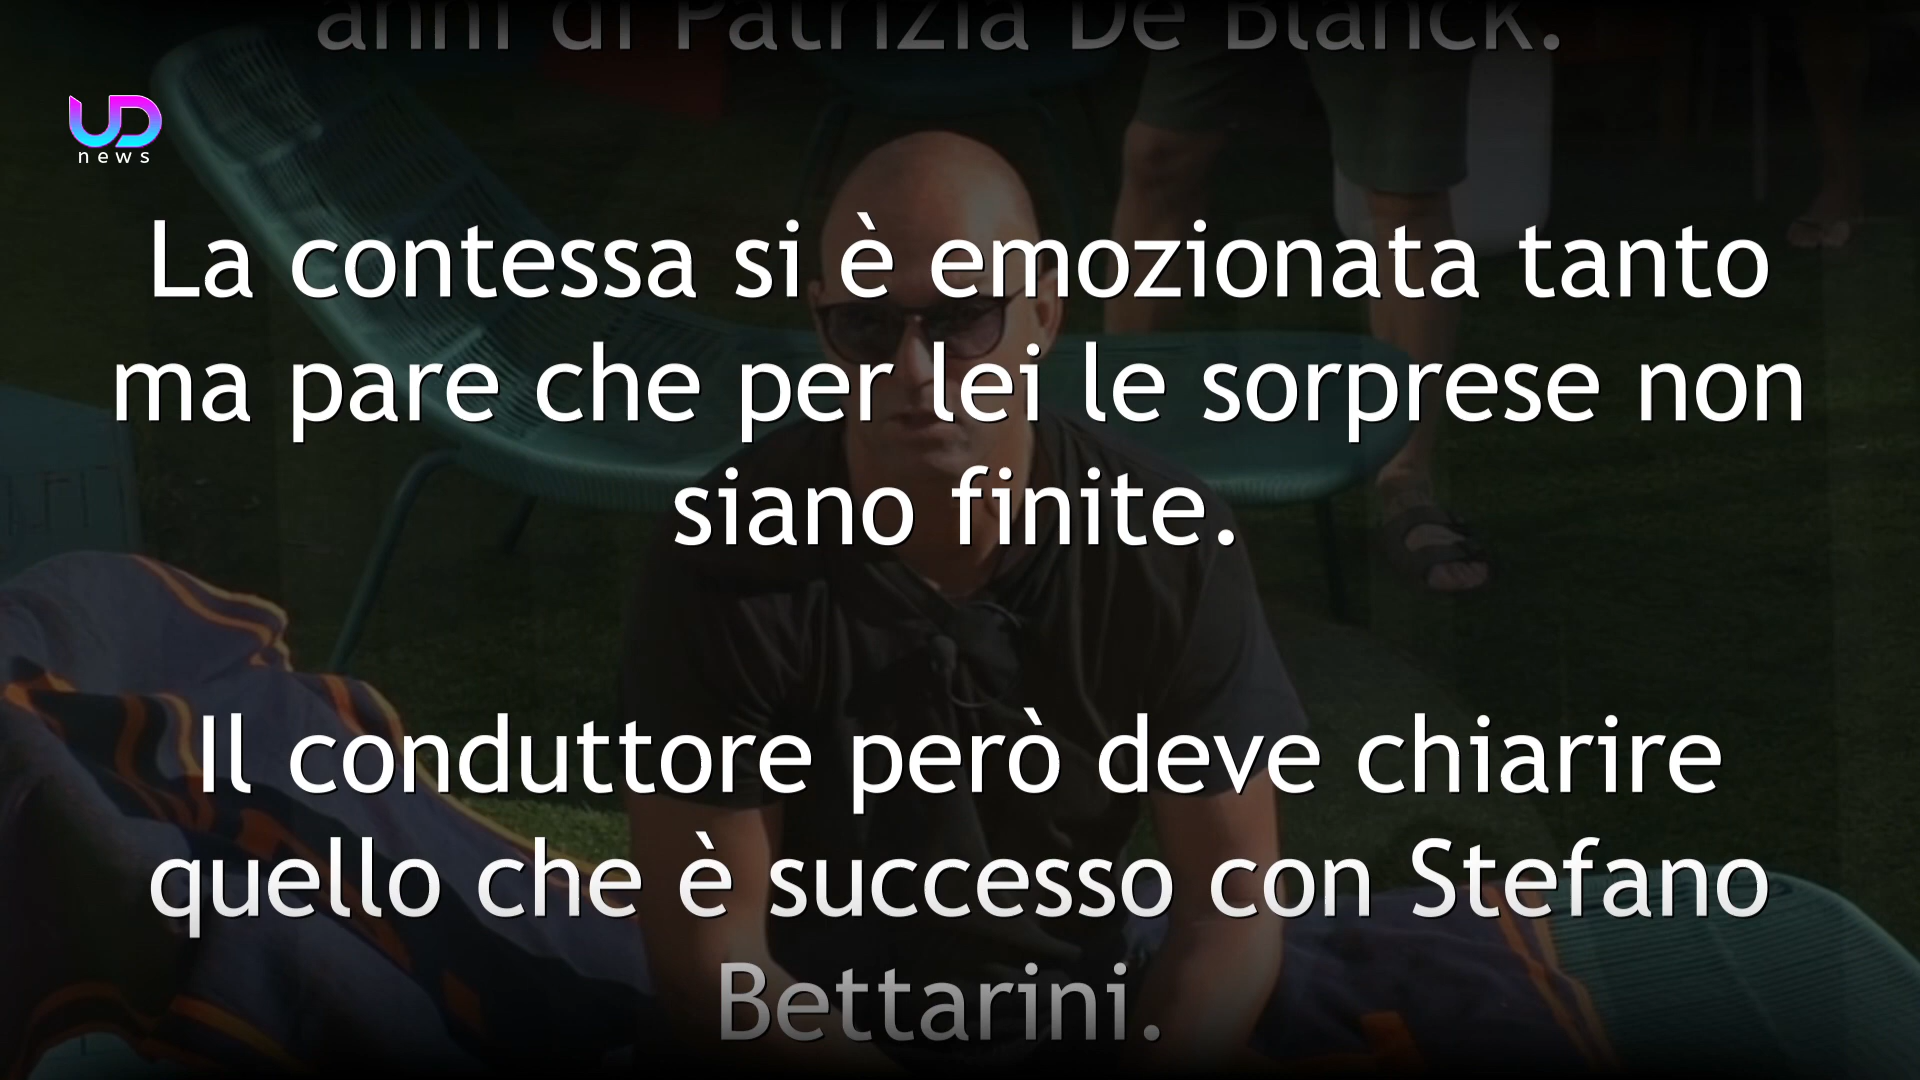 anni di Patrizia De Blanck.
UD
news
La contessa si è emozionata tanto
ma pare che per lei le sorprese non
siano finite.
Il conduttore però deve chiarire
quello che è successo con Stefano
Bettarini.